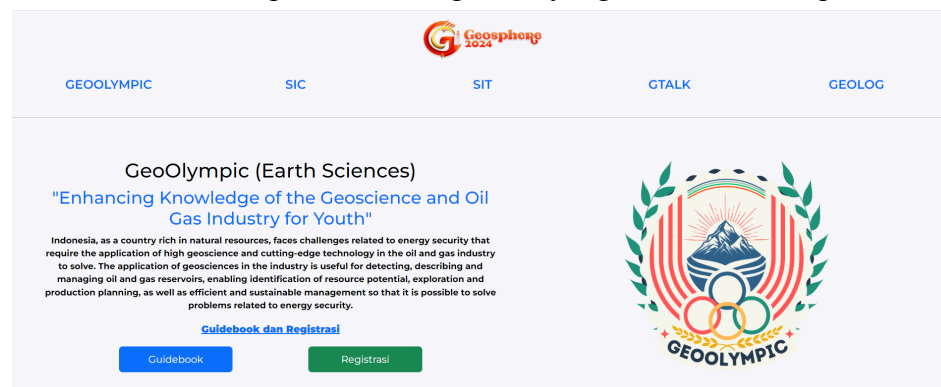 Geosphere
2024
GEOOLYMPIC SIC SIT GTALK GEOLOG
GeoOlympic (Earth Sciences)
"Enhancing Knowledge of the Geoscience and Oil
Gas Industry for Youth"
Indonesia, as a country rich in natural resources, faces challenges related to energy security that
require the application of high geoscience and cutting-edge technology in the oil and gas industry
to solve. The application of geosciences in the industry is useful for detecting, describing and
managing oil and gas reservoirs, enabling identification of resource potential, exploration and
production planning, as well as efficient and sustainable management so that it is possible to solve
problems related to energy security.
Guidebook dan Registrasi
Guidebook Registrasi
GEOOLYMPIC